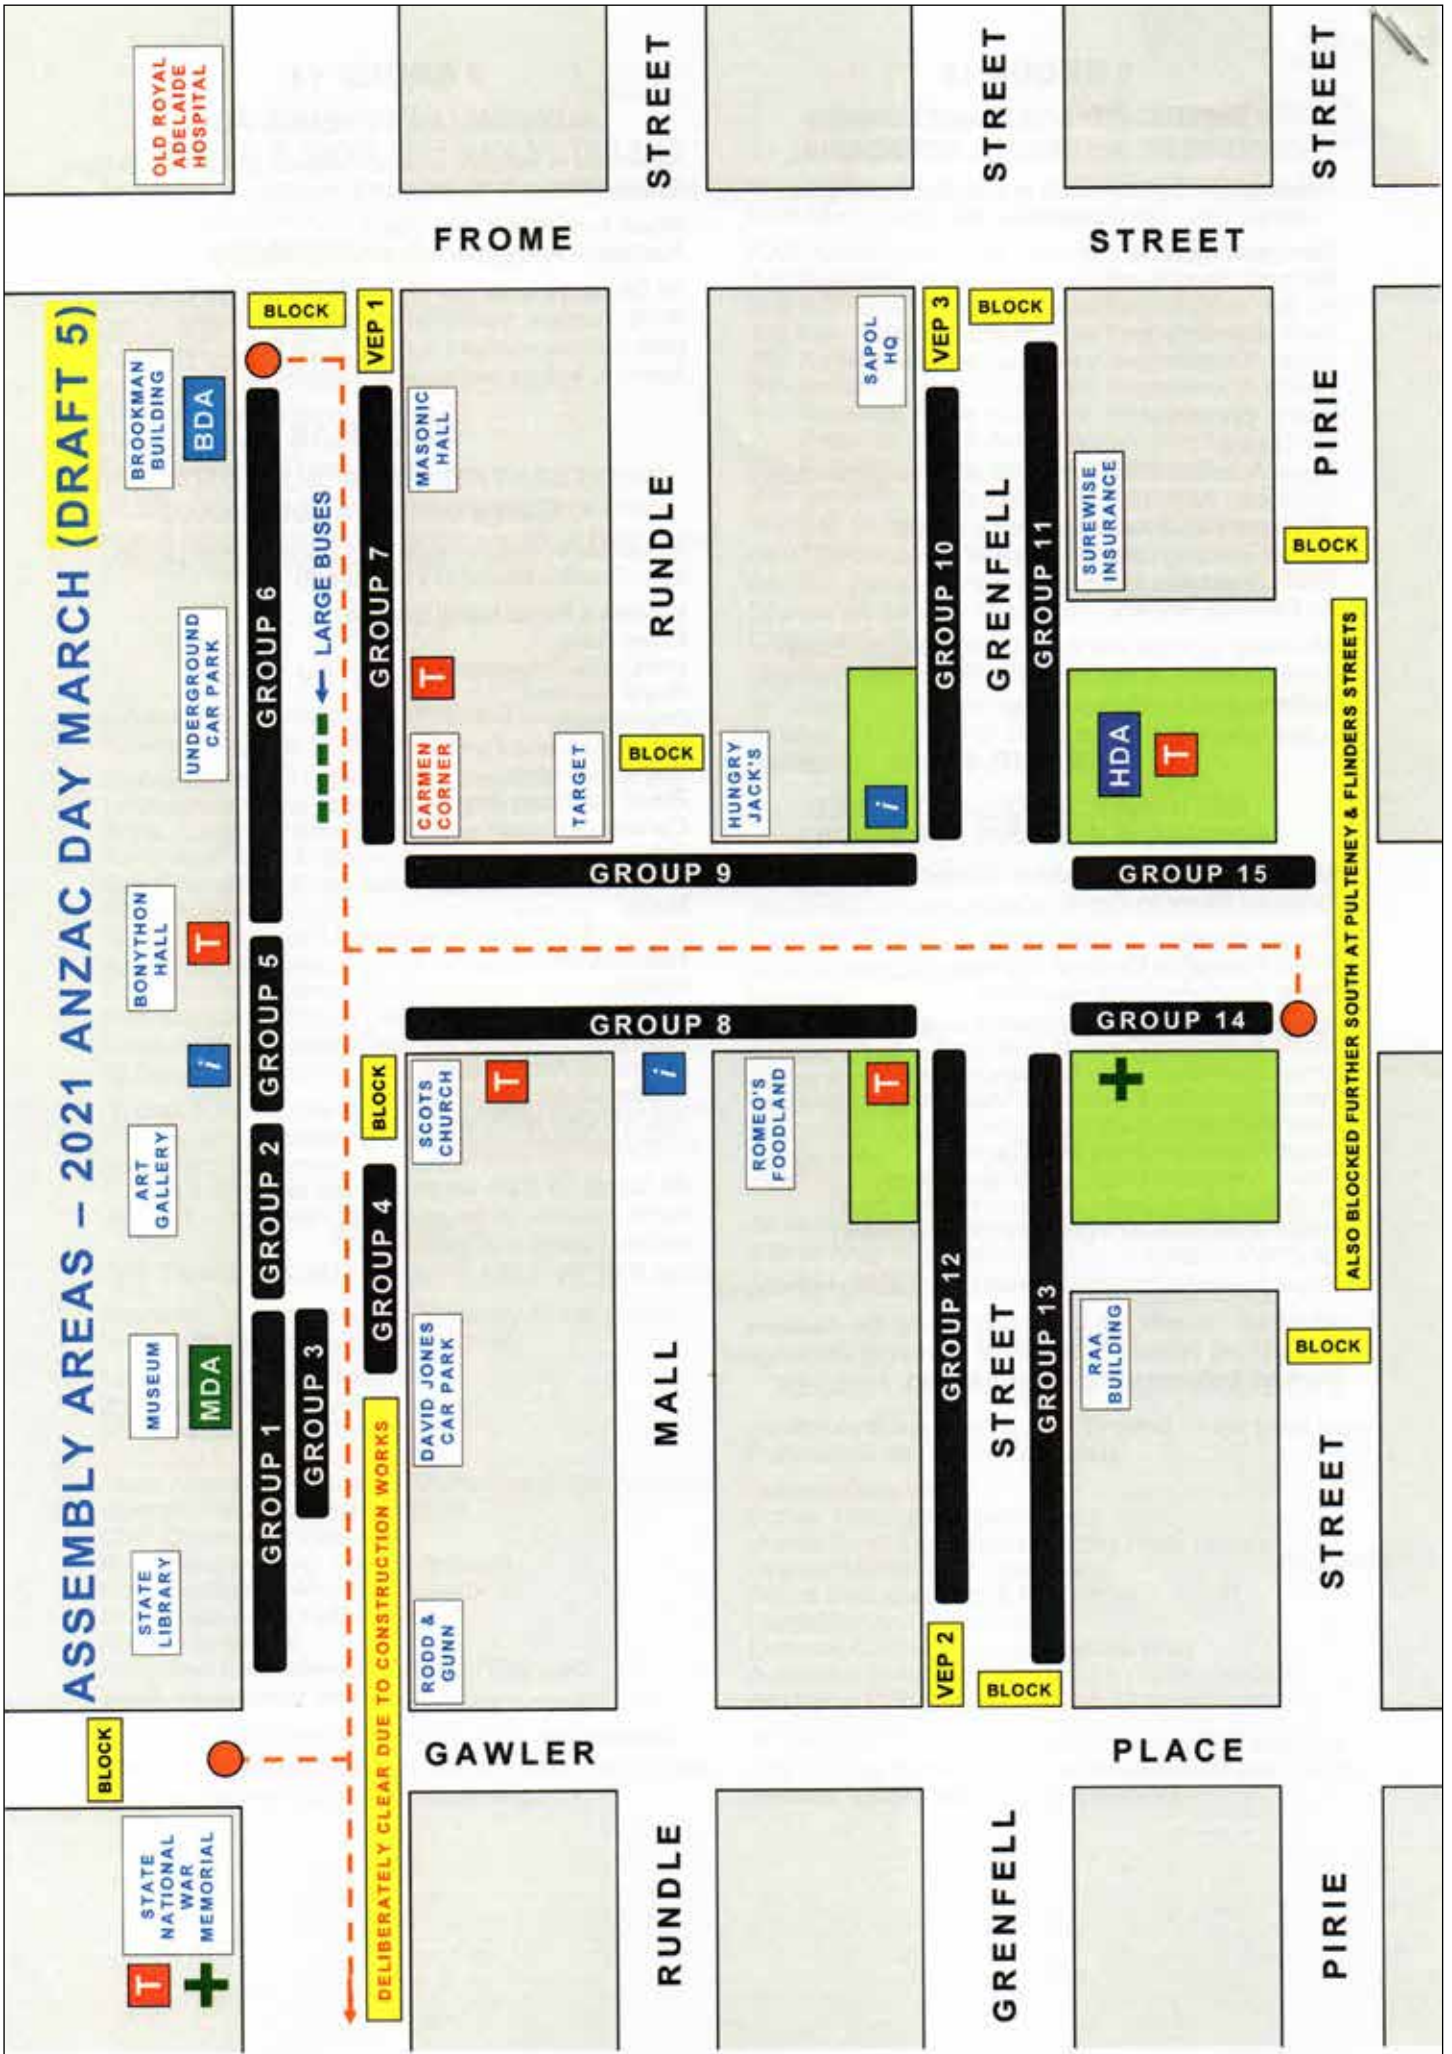 ASSEMBLY AREAS – 2021 ANZAC DAY MARCH (DRAFT 5)
BLOCK
T
STATE
NATIONAL
WAR
MEMORIAL
STATE
LIBRARY
MUSEUM
MDA
ART
GALLERY
i
BONYTHON
HALL
T
UNDERGROUND
CAR PARK
BROOKMAN
BUILDING
BDA
OLD ROYAL
ADELAIDE
HOSPITAL
GROUP 1
GROUP 2
GROUP 5
GROUP 6
BLOCK
GROUP 3
LARGE BUSES
DELIBERATELY CLEAR DUE TO CONSTRUCTION WORKS
GROUP 4
BLOCK
GROUP 7
VEP 1
RODD &
GUNN
DAVID JONES
CAR PARK
SCOTS
CHURCH
T
CARMEN
CORNER
T
MASONIC
HALL
GAWLER
FROME
TARGET
GROUP 8
GROUP 9
RUNDLE
MALL
i
BLOCK
RUNDLE
STREET
ROMEO'S
FOODLAND
T
HUNGRY
JACK'S
i
SAPOL
HQ
VEP 2
GROUP 12
GROUP 10
VEP 3
GRENFELL
BLOCK
STREET
GRENFELL
BLOCK
STREET
GROUP 13
GROUP 11
RAA
BUILDING
GROUP 14
GROUP 15
HDA
T
SUREWISE
INSURANCE
PLACE
STREET
PIRIE
STREET
BLOCK
BLOCK
PIRIE
STREET
ALSO BLOCKED FURTHER SOUTH AT PULTENEY & FLINDERS STREETS